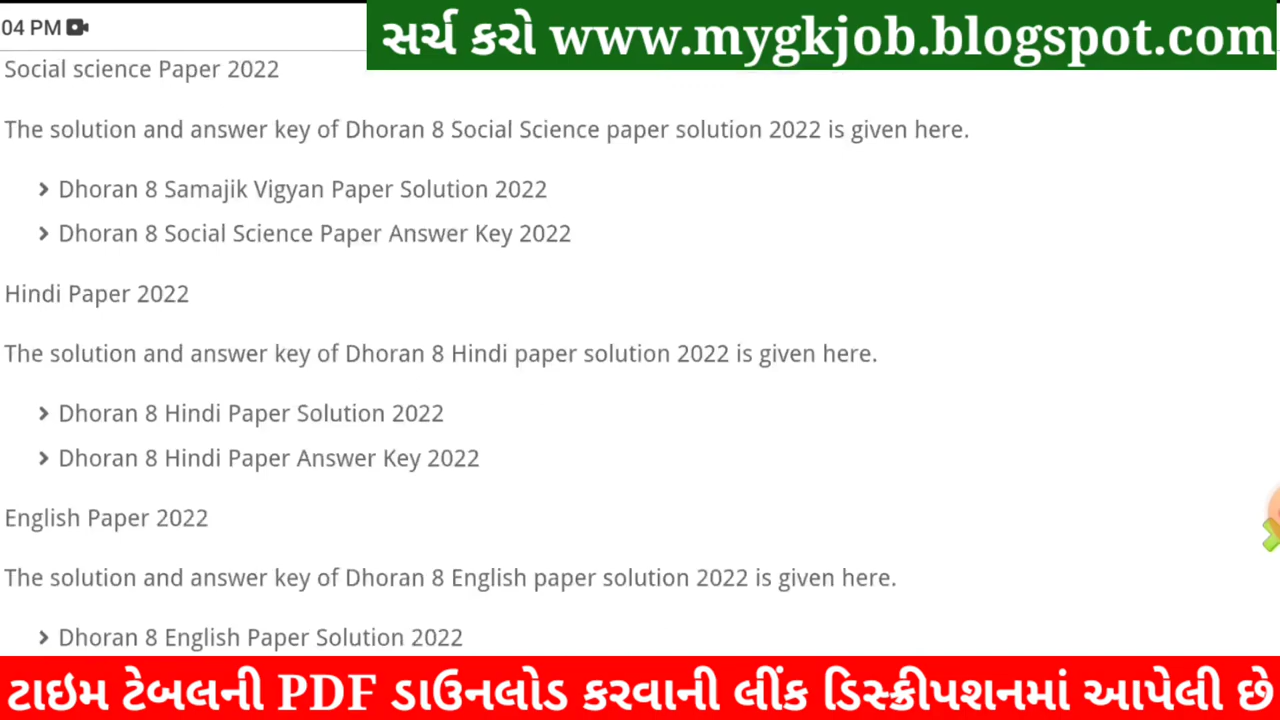 04 PM
સર્ચ કરો www.mygkjob.blogspot.com
Social science Paper 2022
The solution and answer key of Dhoran 8 Social Science paper solution 2022 is given here.
Dhoran 8 Samajik Vigyan Paper Solution 2022
Dhoran 8 Social Science Paper Answer Key 2022
Hindi Paper 2022
The solution and answer key of Dhoran 8 Hindi paper solution 2022 is given here.
Dhoran 8 Hindi Paper Solution 2022
Dhoran 8 Hindi Paper Answer Key 2022
English Paper 2022
The solution and answer key of Dhoran 8 English paper solution 2022 is given here.
Dhoran 8 English Paper Solution 2022
ટાઇમ ટેબલની PDF ડાઉનલોડ કરવાની લીંક ડિસ્ક્રીપશનમાં આપેલી છે